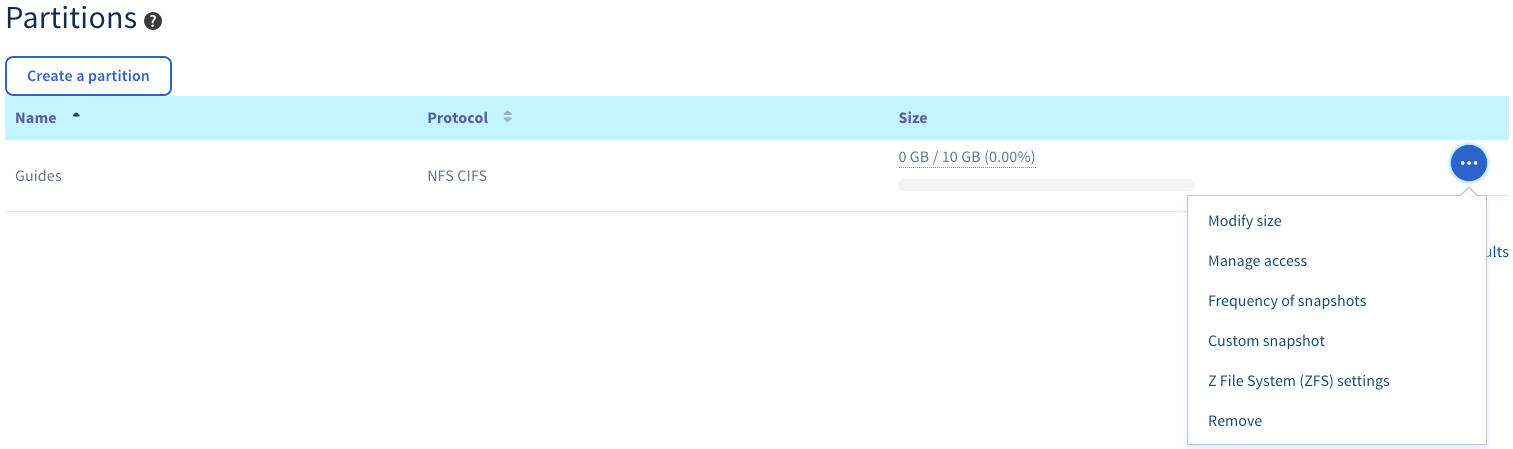 Partitions ?
Create a partition
Name Protocol Size
0 GB / 10 GB (0.00%)
Guides NFS CIFS
Modify size
Manage access
Frequency of snapshots
Custom snapshot
Z File System (ZFS) settings
Remove